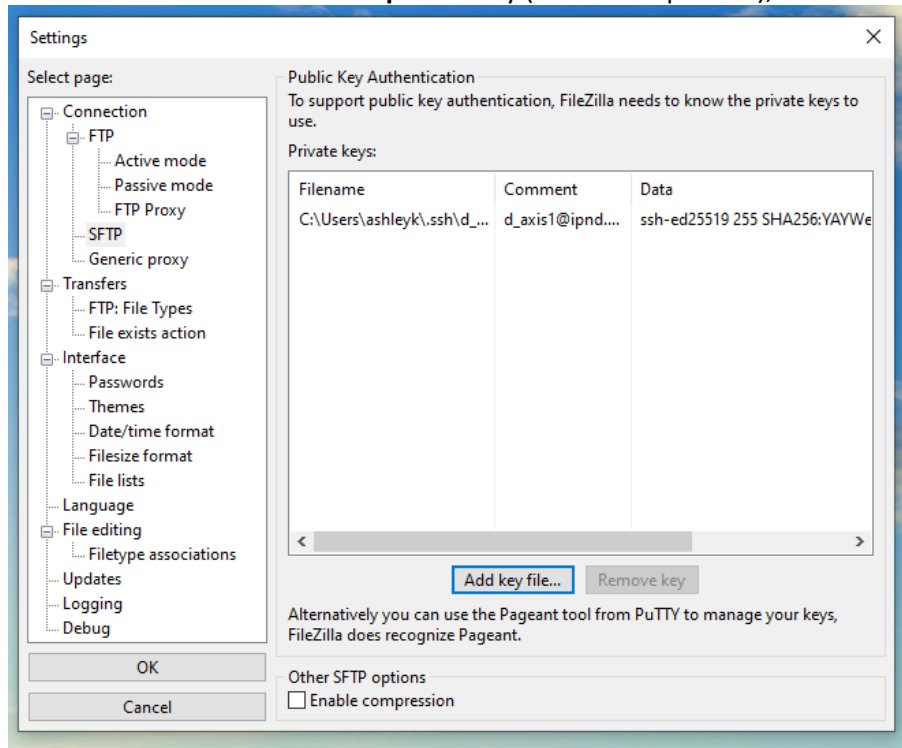 Settings
Select page:
Connection
FTP
Active mode
Passive mode
FTP Proxy
SFTP
Generic proxy
Transfers
FTP: File Types
File exists action
Interface
Passwords
Themes
Date/time format
Filesize format
File lists
Language
File editing
Filetype associations
Updates
Logging
Debug
OK
Cancel
Public Key Authentication
To support public key authentication, FileZilla needs to know the private keys to
use.
Private keys:
Filename Comment Data
C:\Users\ashleyk\.ssh\d_... d_axis1@ipnd.... ssh-ed25519 255 SHA256:YAYWe
Add key file... Remove key
Alternatively you can use the Pageant tool from PuTTY to manage your keys,
FileZilla does recognize Pageant.
Other SFTP options
Enable compression